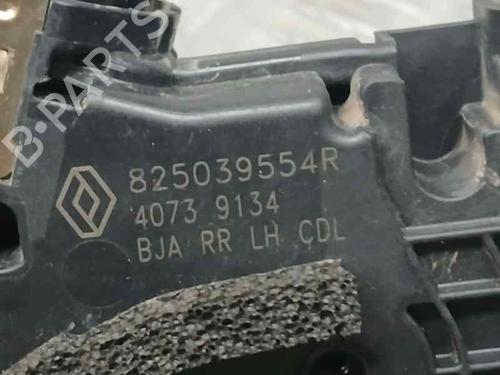 B-PARTS
825039554R
4073 9134
BJA RR LH CDL